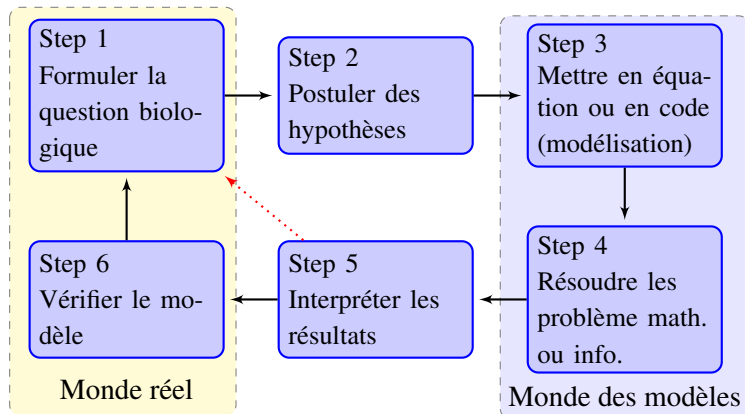 Step 1
Formuler la
question biolo-
gique
Step 2
Postuler des
hypothèses
Step 3
Mettre en équa-
tion ou en code
(modélisation)
Step 4
Résoudre les
problème math.
ou info.
Step 5
Interpréter les
résultats
Step 6
Vérifier le mo-
dèle
Monde réel
Monde des modèles